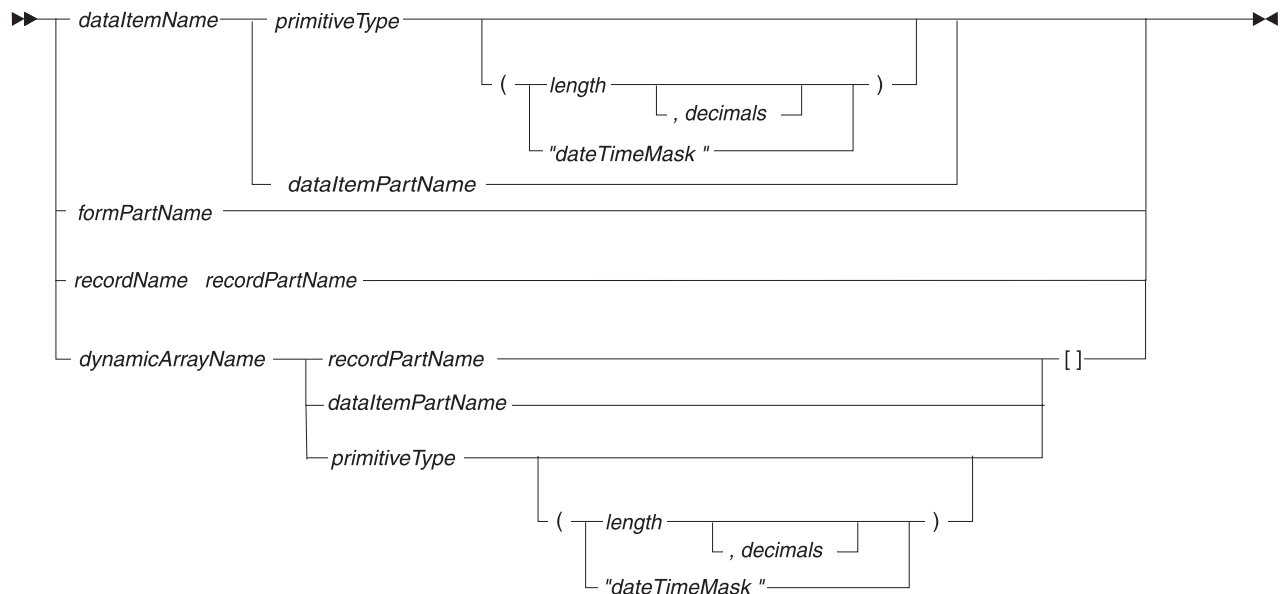 dataItemName primitiveType
( length )
, decimals
"dateTimeMask "
dataItemPartName
formPartName
recordName recordPartName
dynamicArrayName recordPartName [ ]
dataItemPartName
primitiveType
( length )
, decimals
"dateTimeMask "